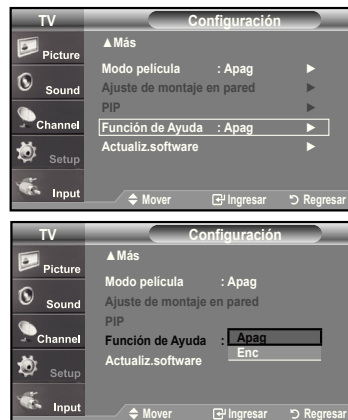 TV Configuración
Picture
Sound
Channel
Setup
Input
▲Más
Modo película : Apag ►
Ajuste de montaje en pared ►
PIP ►
Función de Ayuda : Apag ►
Actualiz.software ►
Mover Ingresar Regresar
TV Configuración
Picture
Sound
Channel
Setup
Input
▲Más
Modo película : Apag
Ajuste de montaje en pared
PIP
Función de Ayuda : Apag
Enc
Actualiz.software
Mover Ingresar Regresar